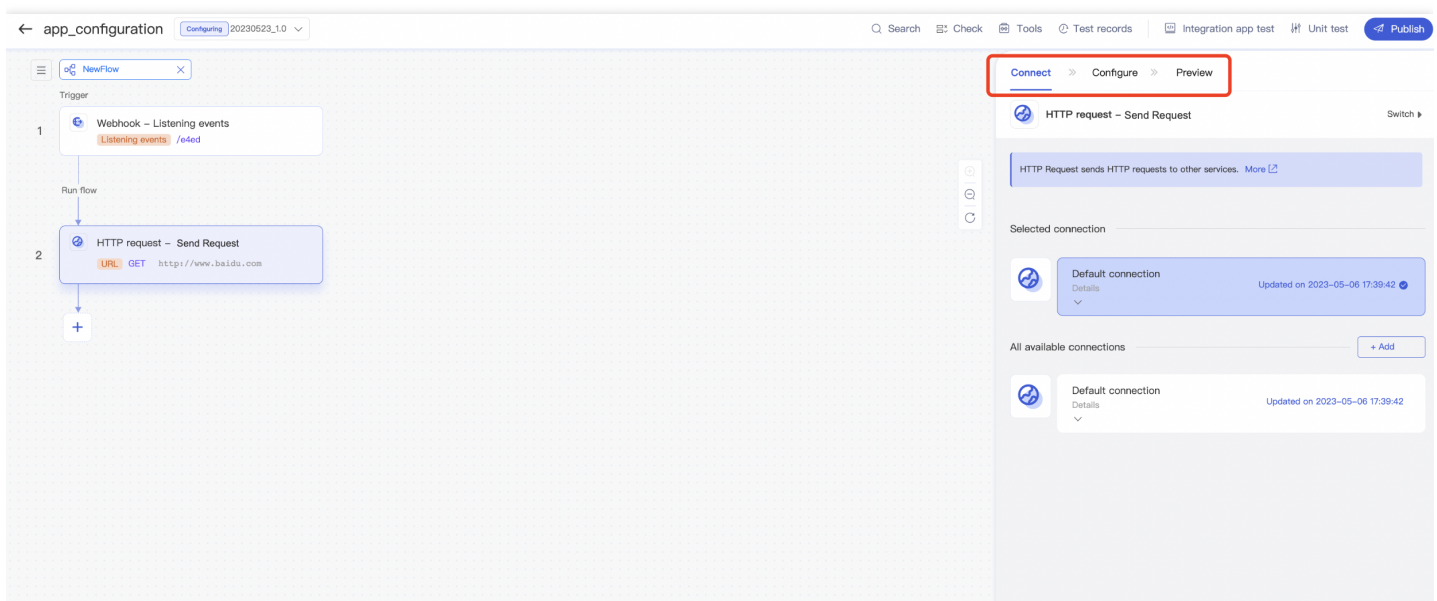 app_configuration Configuring 20230523_1.0
Search Check Tools Test records Integration app test Unit test Publish
NewFlow
Trigger
1
Webhook – Listening events
Listening events /e4ed
Run flow
2
HTTP request – Send Request
URL GET http://www.baidu.com
Connect Configure Preview
HTTP request – Send Request Switch
HTTP Request sends HTTP requests to other services. More
Selected connection
Default connection
Details
Updated on 2023-05-06 17:39:42
All available connections
+ Add
Default connection
Details
Updated on 2023-05-06 17:39:42